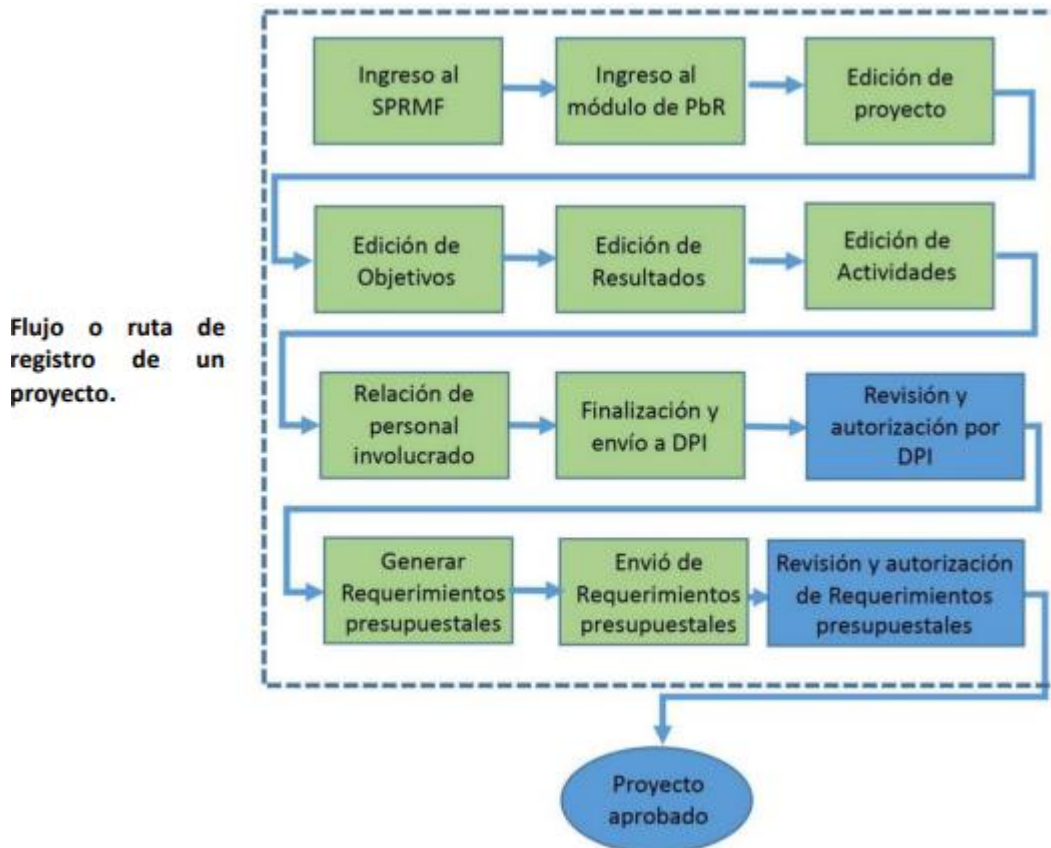 Ingreso al
SPRMF
Ingreso al
módulo de PbR
Edición de
proyecto
Edición de
Objetivos
Edición de
Resultados
Edición de
Actividades
Flujo o ruta de
registro de un
proyecto.
Relación de
personal
involucrado
Finalización y
envío a DPI
Revisión y
autorización por
DPI
Generar
Requerimientos
presupuestales
Envió de
Requerimientos
presupuestales
Revisión y autorización
de Requerimientos
presupuestales
Proyecto
aprobado